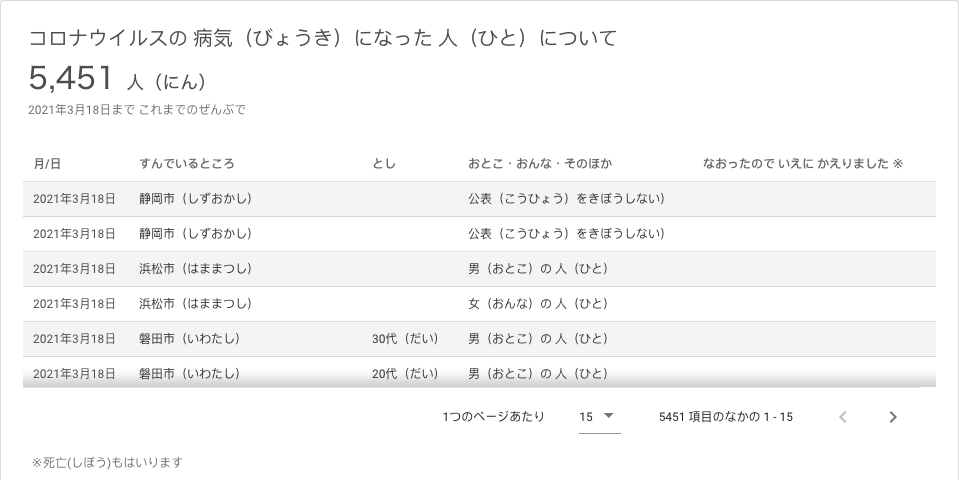 コロナウイルスの 病気（びょうき）になった 人（ひと）について
5,451 人（にん）
2021年3月18日まで これまでのぜんぶで
月/日 すんでいるところ とし おとこ・おんな・そのほか なおったので いえに かえりました ※
2021年3月18日 静岡市（しずおかし） 公表（こうひょう）をきぼうしない）
2021年3月18日 静岡市（しずおかし） 公表（こうひょう）をきぼうしない）
2021年3月18日 浜松市（はままつし） 男（おとこ）の 人（ひと）
2021年3月18日 浜松市（はままつし） 女（おんな）の 人（ひと）
2021年3月18日 磐田市（いわたし） 30代（だい） 男（おとこ）の 人（ひと）
2021年3月18日 磐田市（いわたし） 20代（だい） 男（おとこ）の 人（ひと）
1つのページあたり 15 5451 項目のなかの 1 - 15
※死亡(しぼう)もはいります